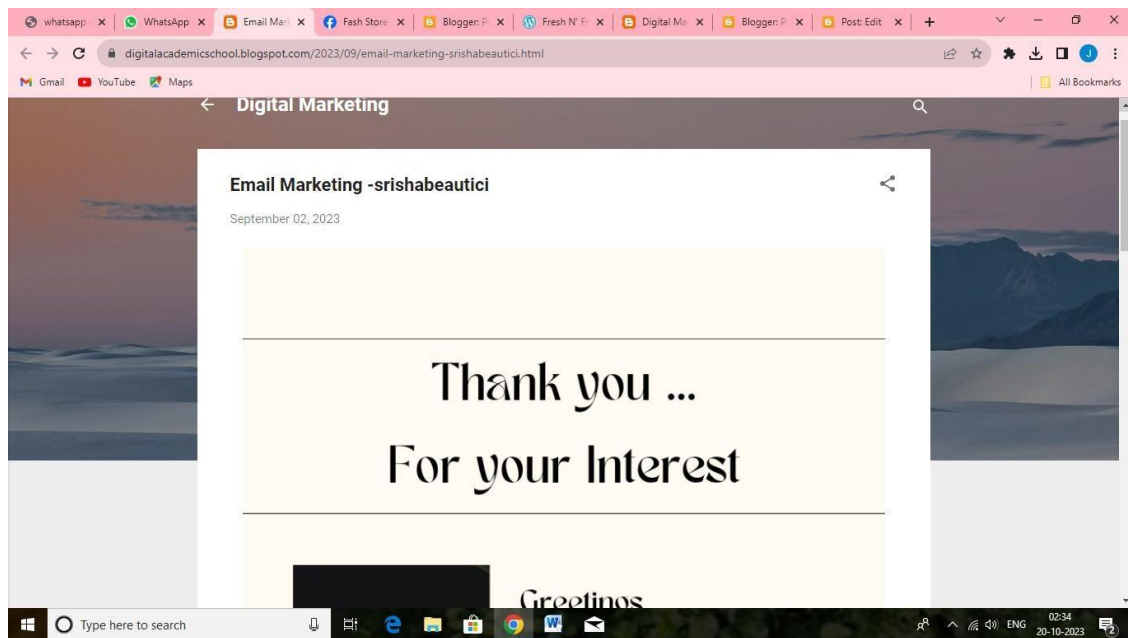 whatsapp
WhatsApp
Email Mar
Fash Store
Blogger: P
Fresh N' F
Digital Ma
Blogger: P
Post: Edit
digitalacademicschool.blogspot.com/2023/09/email-marketing-srishabeautici.html
J
Gmail YouTube Maps All Bookmarks
Digital Marketing
Email Marketing -srishabeautici
September 02, 2023
Thank you ...
For your Interest
Greetings
Type here to search
ENG
02:34
20-10-2023
2